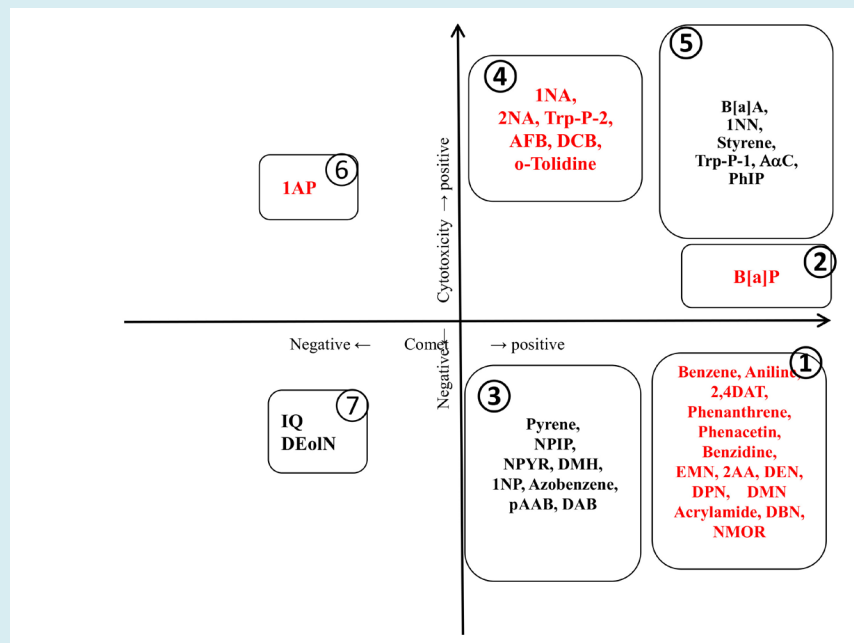 ⑤
④
B[a]A,
1NN,
Styrene,
Trp-P-1, AαC,
PhIP
1NA,
2NA, Trp-P-2,
AFB, DCB,
o-Tolidine
⑥
1AP
Cytotoxicity → positive
②
B[a]P
Negative ← Comet → positive
Negative ←
①
Benzene, Aniline,
2,4DAT,
Phenanthrene,
Phenacetin,
Benzidine,
EMN, 2AA, DEN,
DPN, DMN
Acrylamide, DBN,
NMOR
③
Pyrene,
NPIP,
NPYR, DMH,
1NP, Azobenzene,
pAAB, DAB
⑦
IQ
DEolN